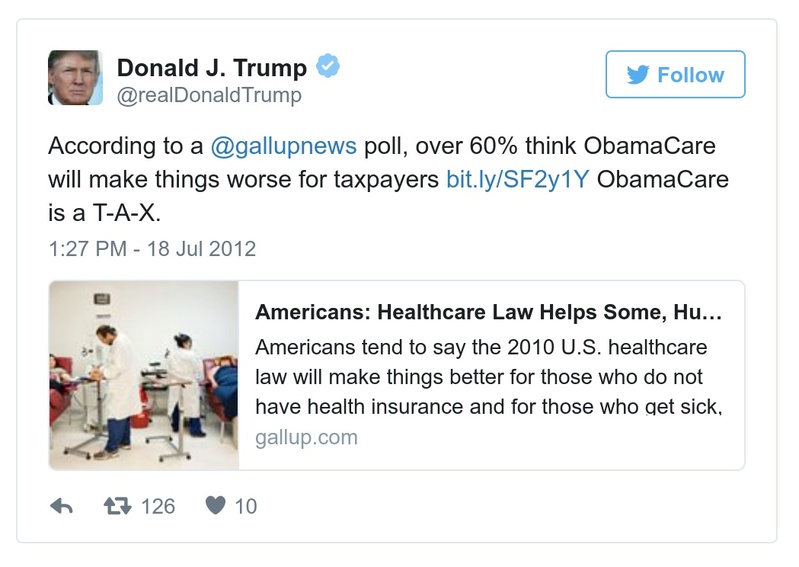 Donald J. Trump
@realDonaldTrump
Follow
According to a @gallupnews poll, over 60% think ObamaCare
will make things worse for taxpayers bit.ly/SF2y1Y ObamaCare
is a T-A-X.
1:27 PM - 18 Jul 2012
Americans: Healthcare Law Helps Some, Hu...
Americans tend to say the 2010 U.S. healthcare
law will make things better for those who do not
have health insurance and for those who get sick,
gallup.com
126
10